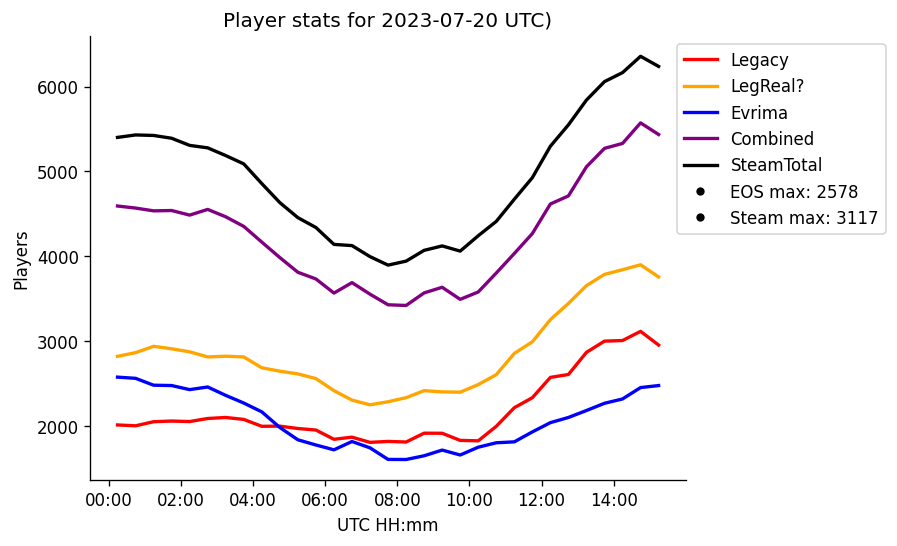 Player stats for 2023-07-20 UTC)
Legacy
LegReal?
Evrima
Combined
SteamTotal
EOS max: 2578
Steam max: 3117
Players
6000
5000
4000
3000
2000
00:00 02:00 04:00 06:00 08:00 10:00 12:00 14:00
UTC HH:mm